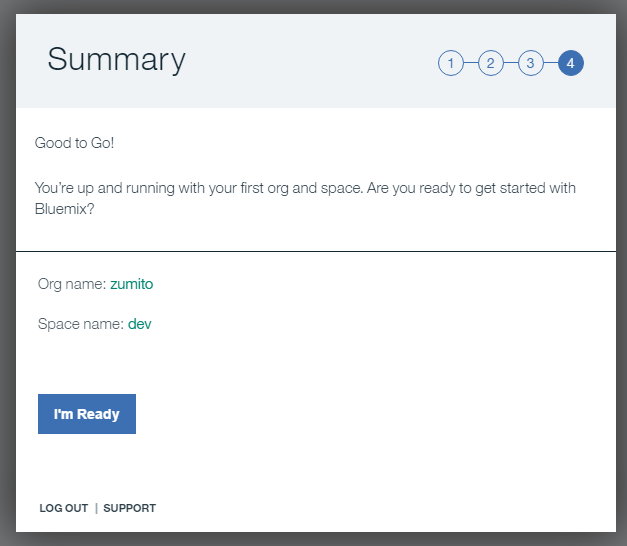 Summary
1 2 3 4
Good to Go!
You’re up and running with your first org and space. Are you ready to get started with
Bluemix?
Org name: zumito
Space name: dev
I'm Ready
LOG OUT | SUPPORT